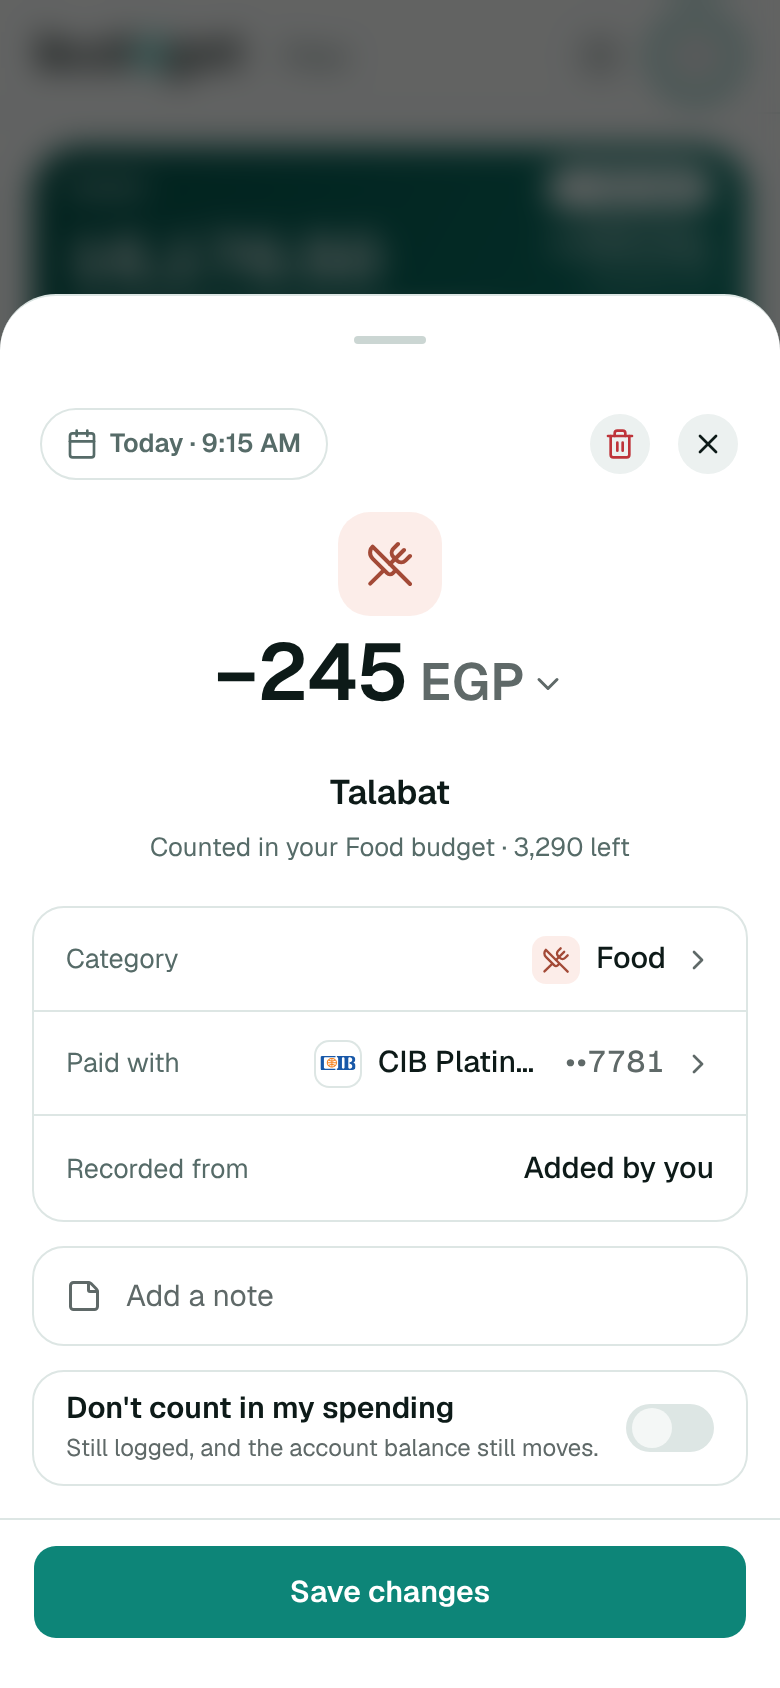 Today · 9:15 AM
−245 EGP
Talabat
Counted in your Food budget · 3,290 left
Category Food
Paid with CIB CIB Platin... ••7781
Recorded from Added by you
Add a note
Don't count in my spending
Still logged, and the account balance still moves.
Save changes